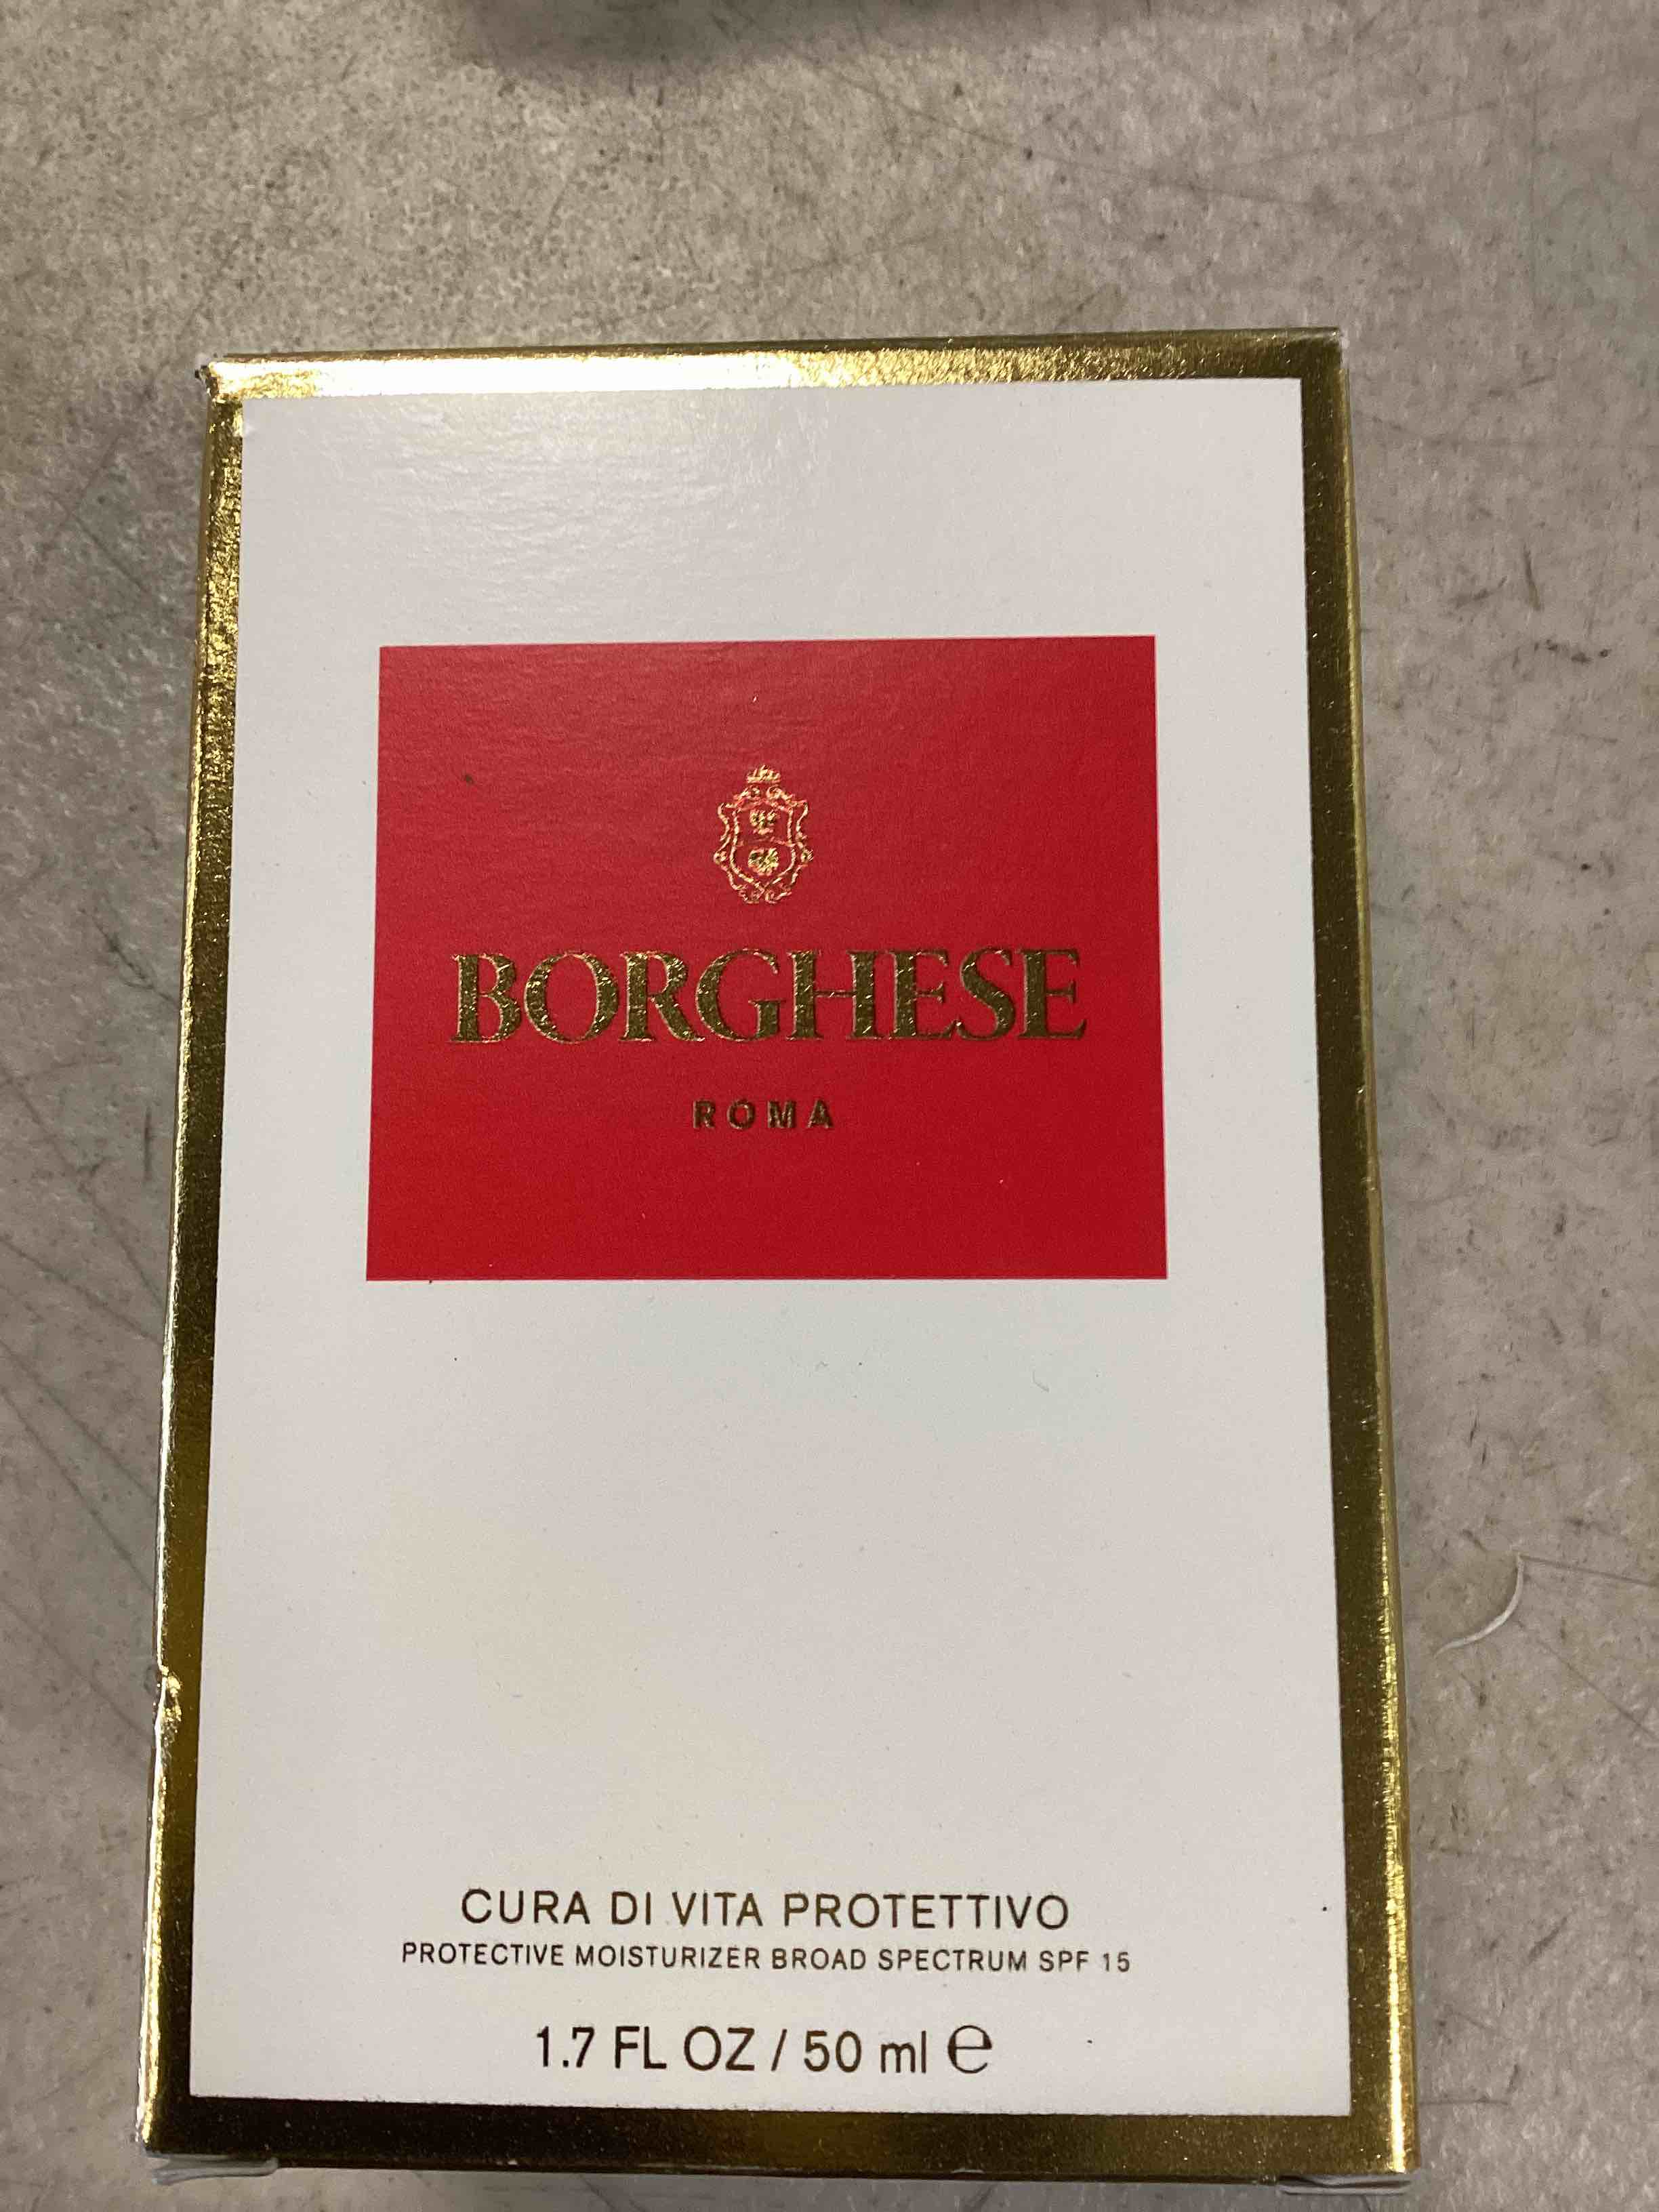 BORGHESE
ROMA
CURA DI VITA PROTETTIVO
PROTECTIVE MOISTURIZER BROAD SPECTRUM SPF 15
1.7 FL OZ / 50 ml ℮